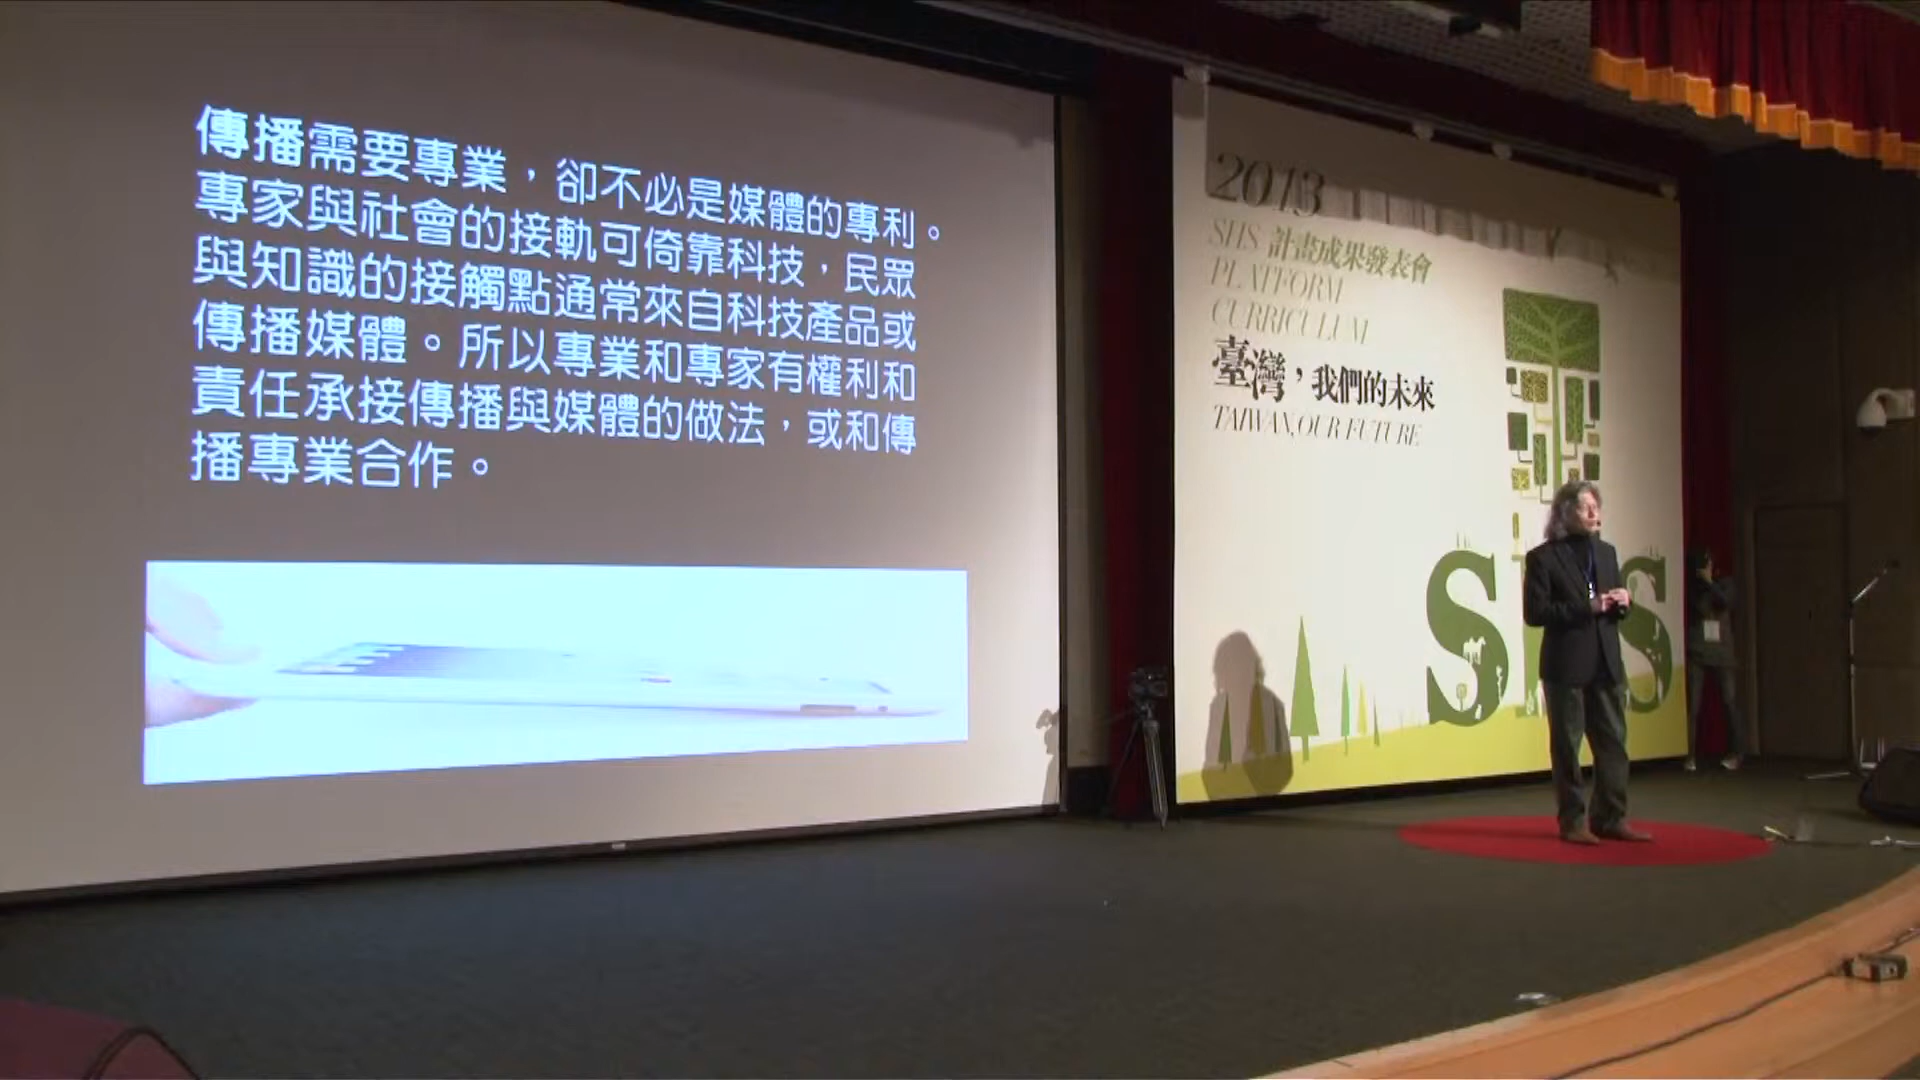 傳播需要專業，卻不必是媒體的專利。
專家與社會的接軌可倚靠科技，民眾
與知識的接觸點通常來自科技產品或
傳播媒體。所以專業和專家有權利和
責任承接傳播與媒體的做法，或和傳
播專業合作。
2013
SHS 計畫成果發表會
PLATFORM
CURRICULUM
臺灣，我們的未來
TAIWAN, OUR FUTURE
SHS